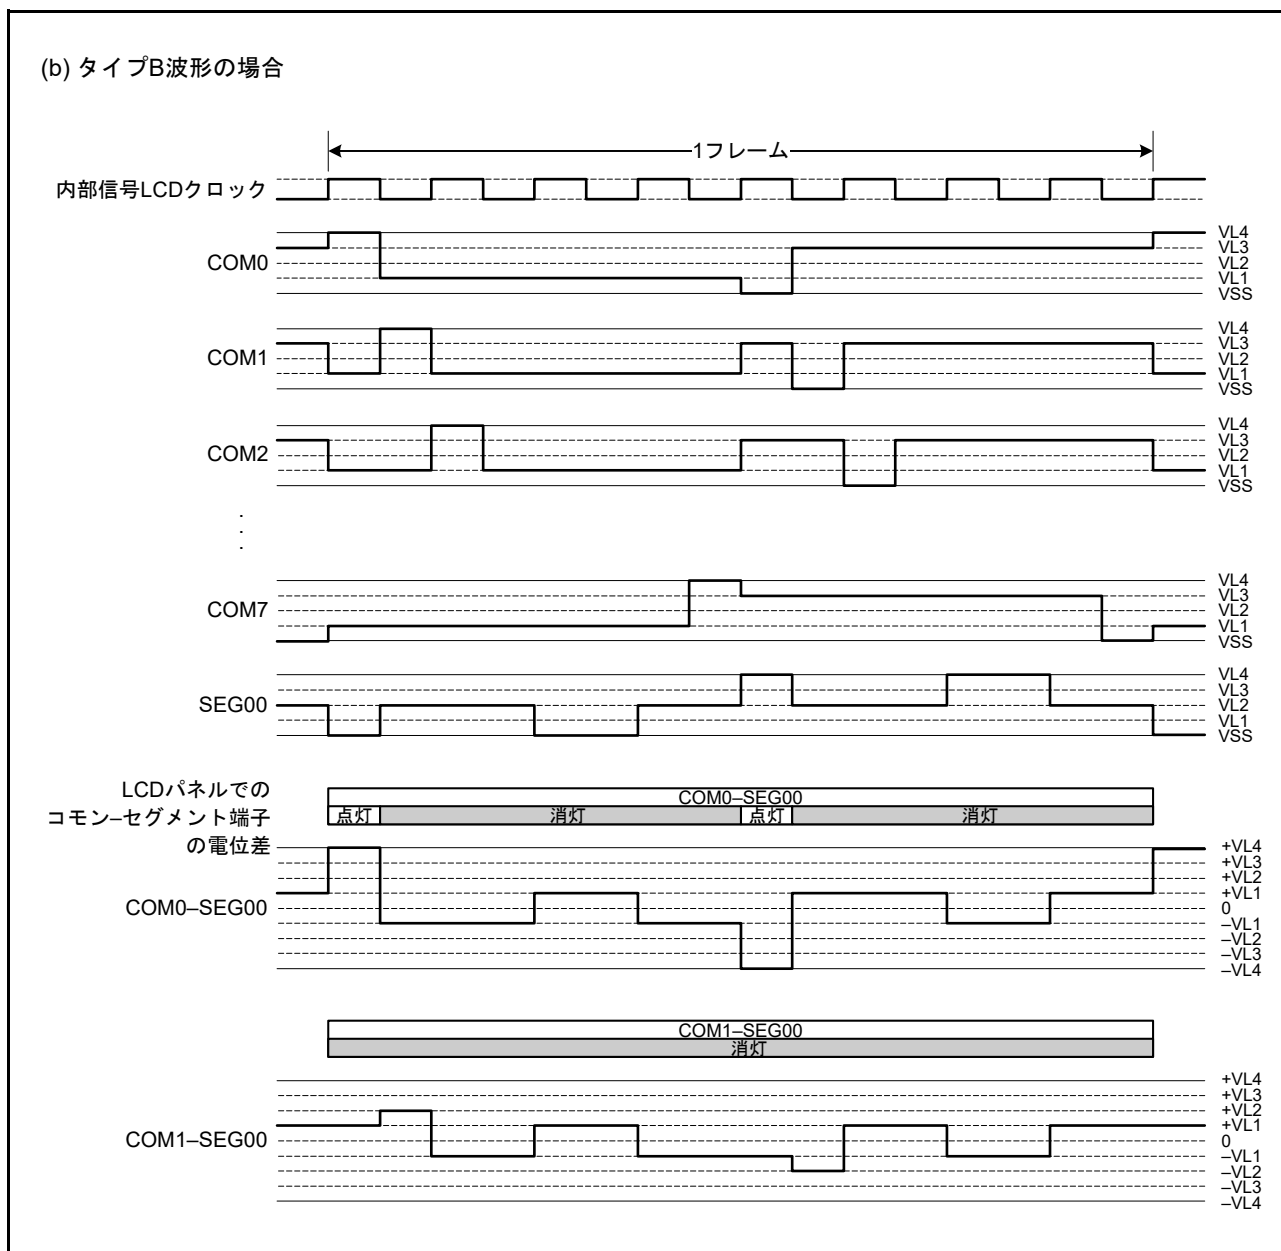 (b) タイプB波形の場合
1フレーム
内部信号LCDクロック
COM0
VL4
VL3
VL2
VL1
VSS
COM1
VL4
VL3
VL2
VL1
VSS
COM2
VL4
VL3
VL2
VL1
VSS
.
.
.
COM7
VL4
VL3
VL2
VL1
VSS
SEG00
VL4
VL3
VL2
VL1
VSS
LCDパネルでの
コモン–セグメント端子
の電位差
COM0–SEG00
点灯 消灯 点灯 消灯
COM0–SEG00
+VL4
+VL3
+VL2
+VL1
0
–VL1
–VL2
–VL3
–VL4
COM1–SEG00
消灯
COM1–SEG00
+VL4
+VL3
+VL2
+VL1
0
–VL1
–VL2
–VL3
–VL4